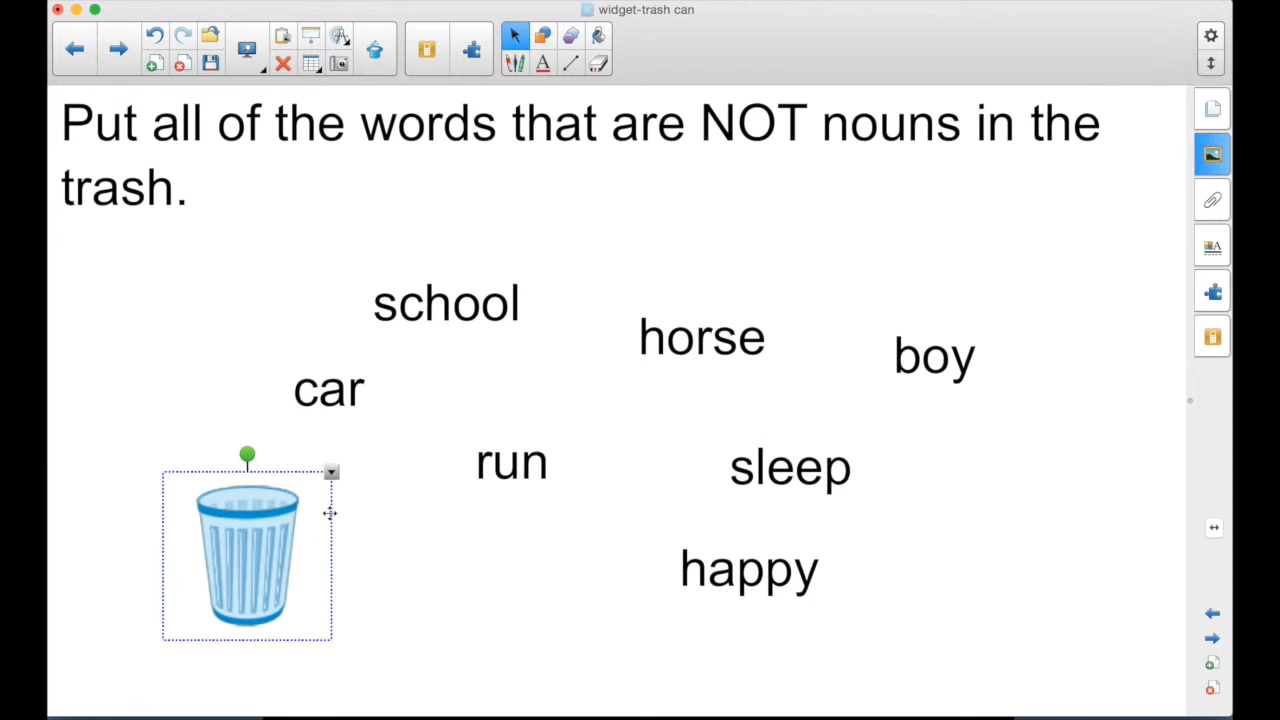 widget-trash can
Put all of the words that are NOT nouns in the
trash.
school
horse
boy
car
run
sleep
happy